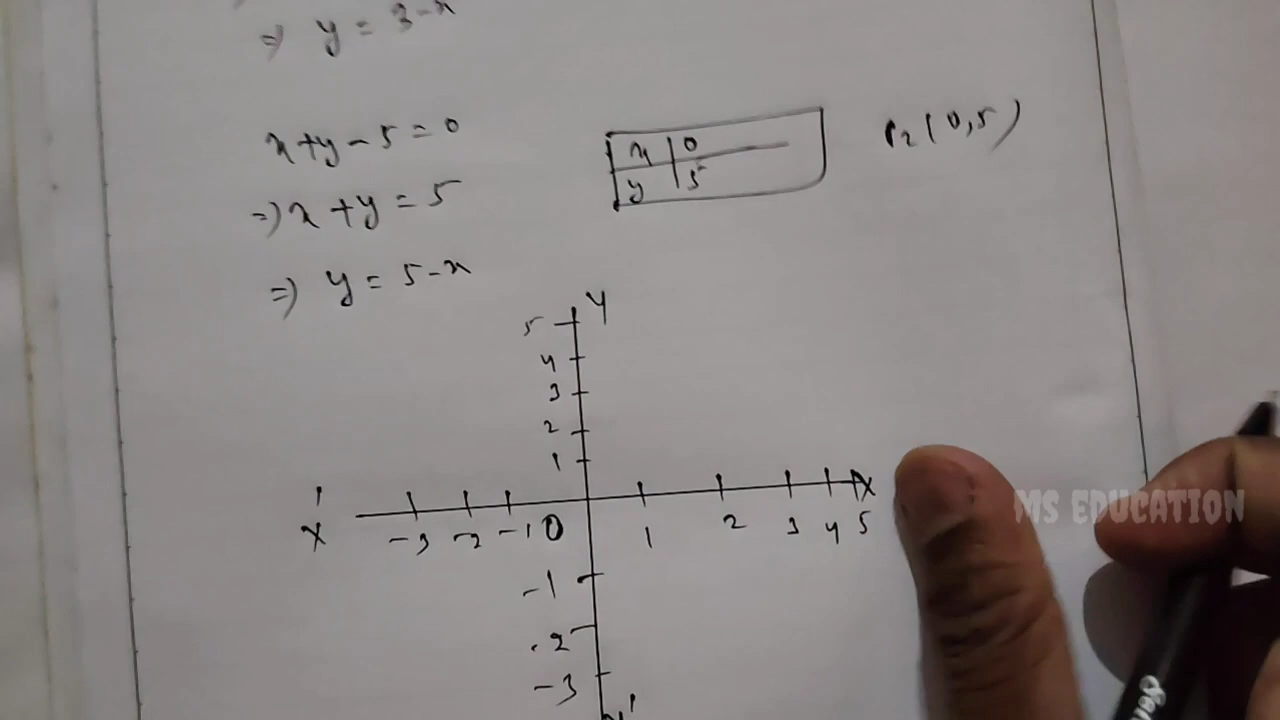 =) y = 3-x
x+y-5=0
=) x+y=5
=) y = 5-x
x 0
y 5
P2(0,5)
Y
5
4
3
2
1
X' -3 -2 -1 0 1 2 3 4 5 X
-1
-2
-3
MS EDUCATION